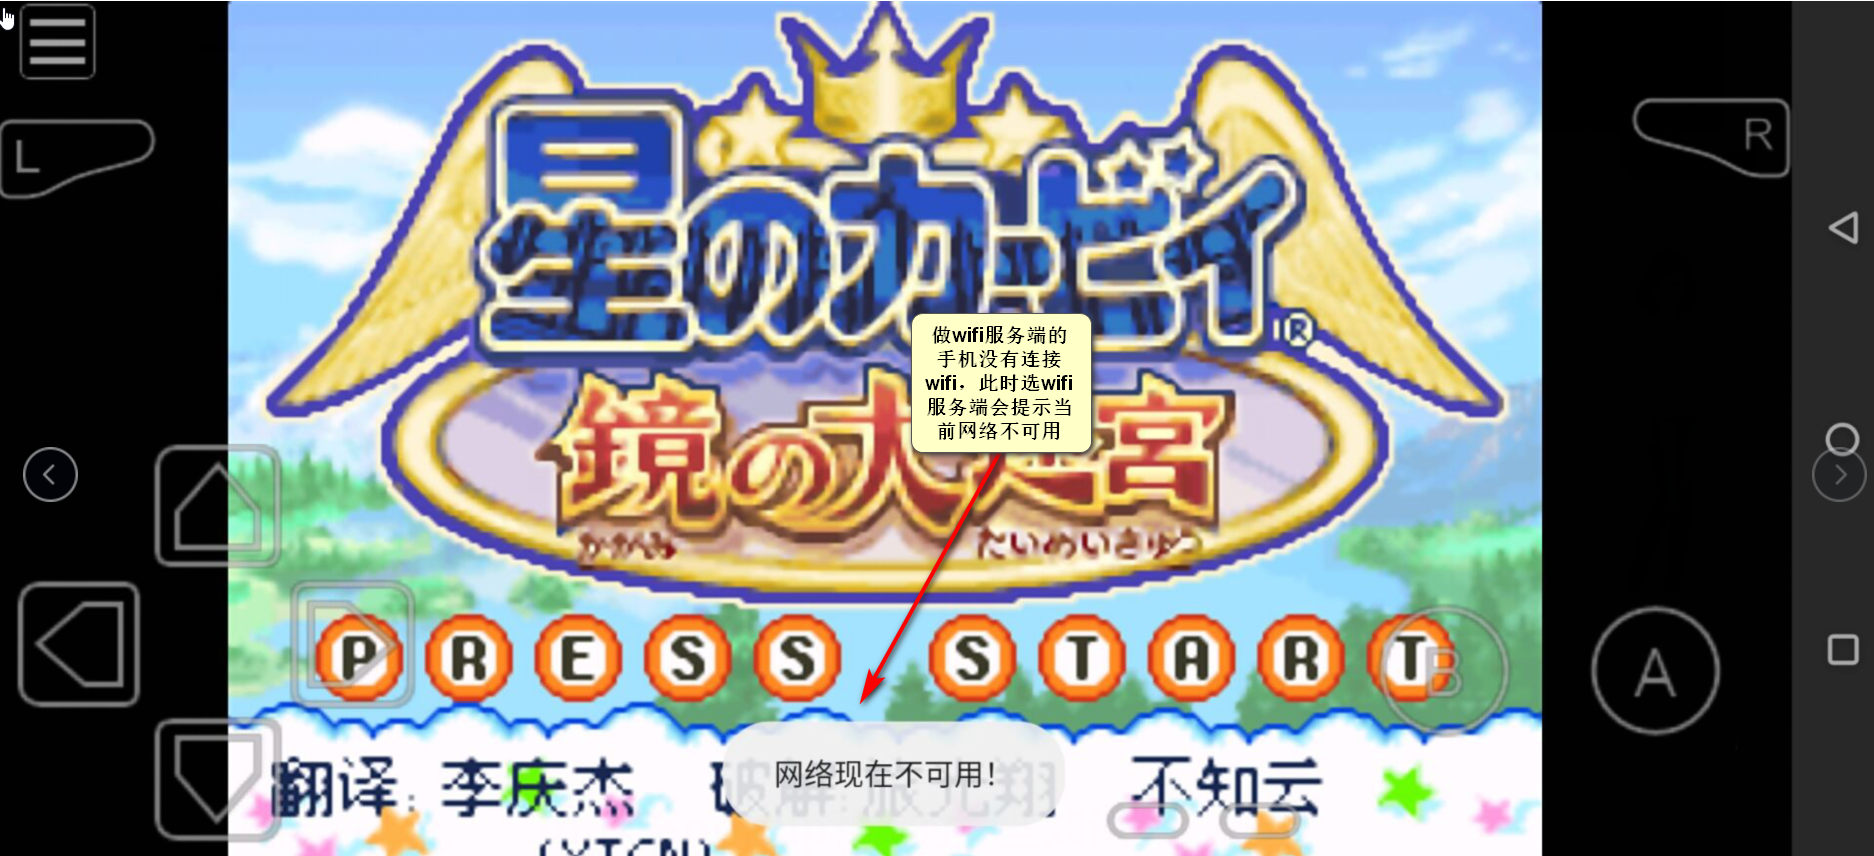 L
R
星のカービィ
®
鏡の大迷宮
かがみ
だいめいきゅう
做wifi服务端的
手机没有连接
wifi，此时选wifi
服务端会提示当
前网络不可用
PRESS START
B
A
翻译：李庆杰
不知云
网络现在不可用！